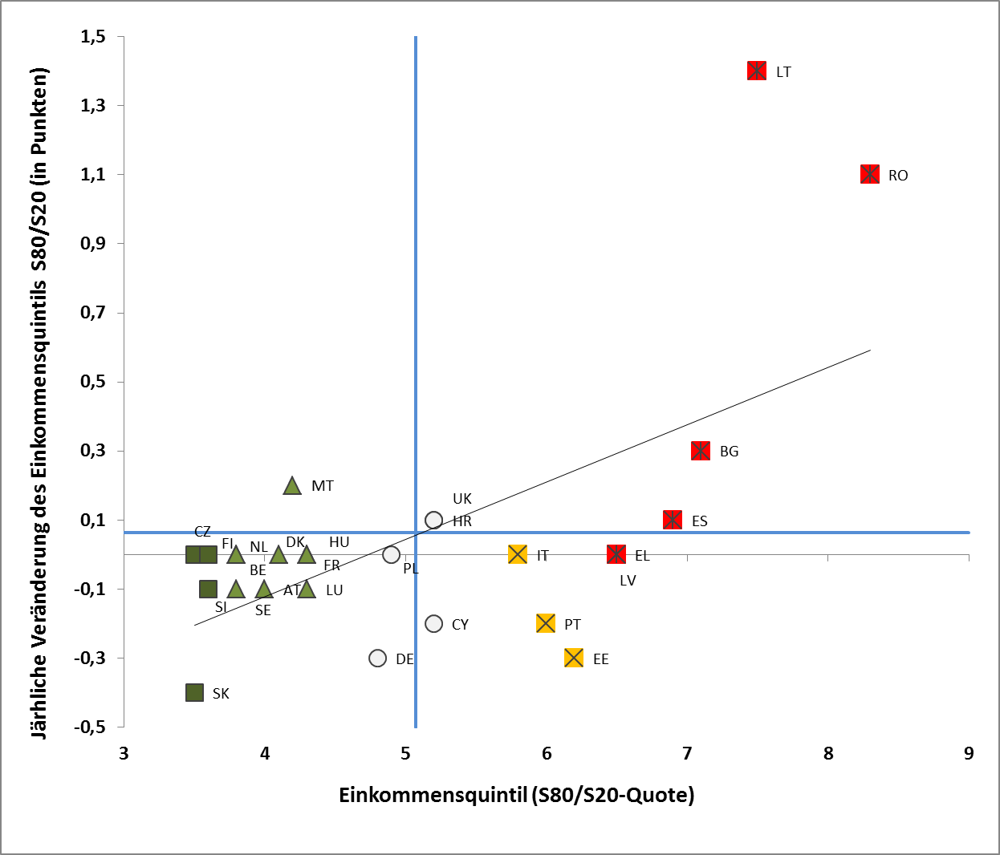 Järhliche Veränderung des Einkommensquintils S80/S20 (in Punkten)
1,5
1,3
1,1
0,9
0,7
0,5
0,3
0,1
-0,1
-0,3
-0,5
LT
RO
BG
MT
UK
HR
ES
CZ
FI
NL
DK
HU
IT
EL
BE
FR
PL
LV
AT
LU
SI
SE
CY
PT
DE
EE
SK
3
4
5
6
7
8
9
Einkommensquintil (S80/S20-Quote)